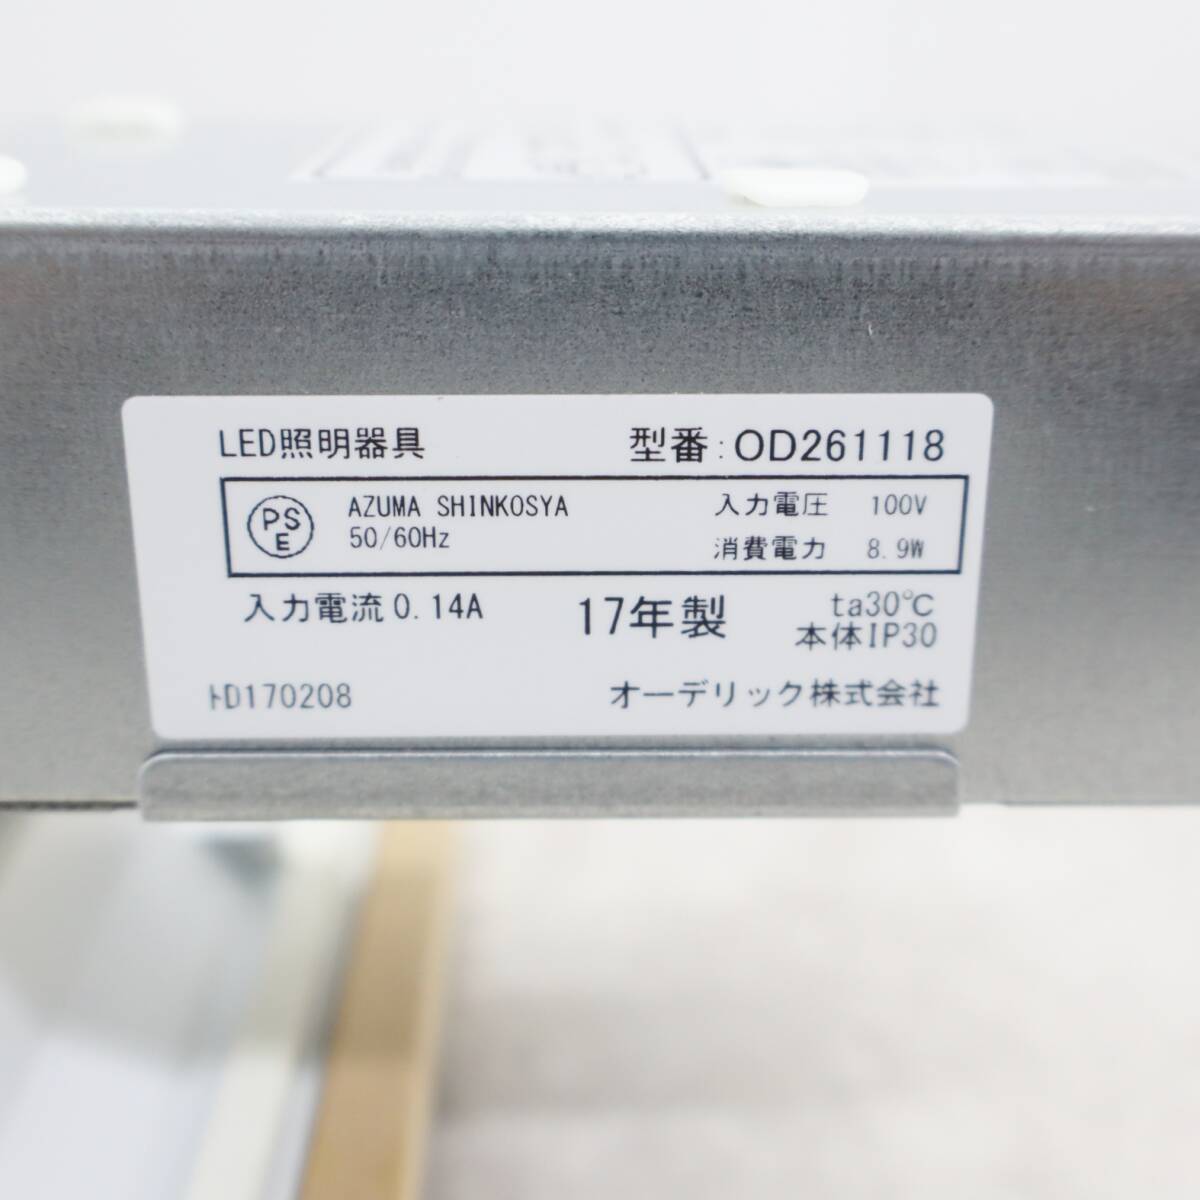 LED照明器具 型番:OD261118
PSE AZUMA SHINKOSYA 入力電圧 100V
50/60Hz 消費電力 8.9W
入力電流0.14A 17年製 ta30℃
本体IP30
ﾄD170208 オーデリック株式会社